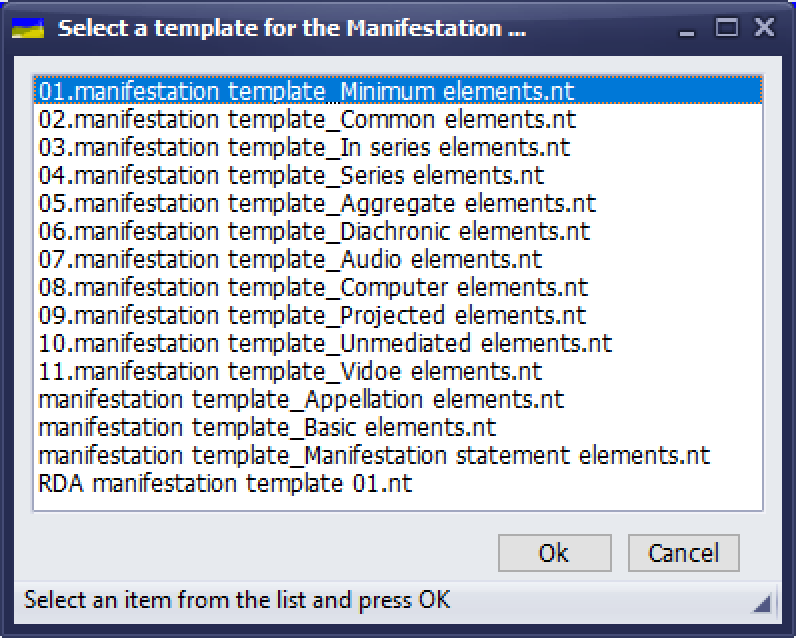 Select a template for the Manifestation ...
01.manifestation template_Minimum elements.nt
02.manifestation template_Common elements.nt
03.manifestation template_In series elements.nt
04.manifestation template_Series elements.nt
05.manifestation template_Aggregate elements.nt
06.manifestation template_Diachronic elements.nt
07.manifestation template_Audio elements.nt
08.manifestation template_Computer elements.nt
09.manifestation template_Projected elements.nt
10.manifestation template_Unmediated elements.nt
11.manifestation template_Vidoe elements.nt
manifestation template_Appellation elements.nt
manifestation template_Basic elements.nt
manifestation template_Manifestation statement elements.nt
RDA manifestation template 01.nt
Ok Cancel
Select an item from the list and press OK